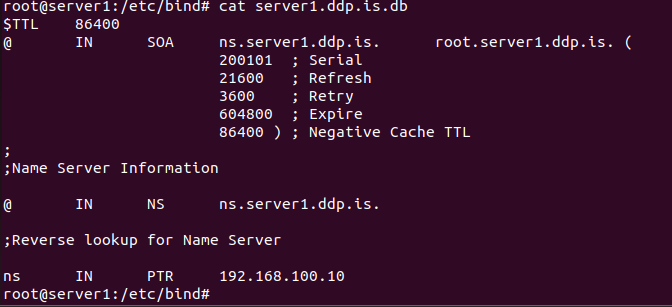 root@server1:/etc/bind# cat server1.ddp.is.db
$TTL    86400
@       IN      SOA     ns.server1.ddp.is.      root.server1.ddp.is. (
                        200101  ; Serial
                        21600   ; Refresh
                        3600    ; Retry
                        604800  ; Expire
                        86400 ) ; Negative Cache TTL
;
;Name Server Information

@       IN      NS      ns.server1.ddp.is.

;Reverse lookup for Name Server

ns      IN      PTR     192.168.100.10
root@server1:/etc/bind#